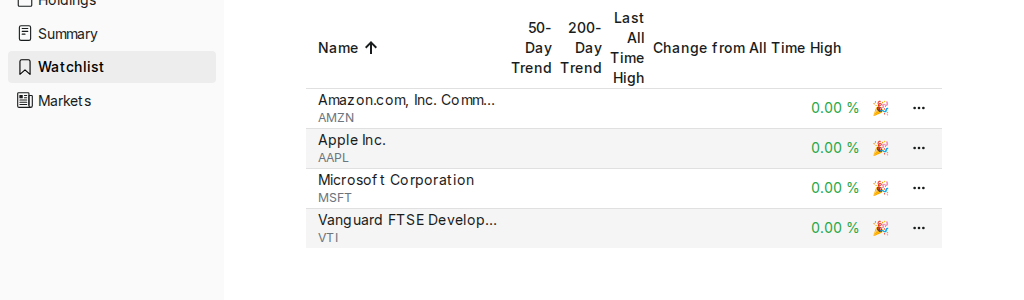 Holdings
Summary
Watchlist
Markets
Name
50-
Day
Trend
200-
Day
Trend
Last
All
Time
High
Change from All Time High
Amazon.com, Inc. Comm...
AMZN
0.00 %
Apple Inc.
AAPL
0.00 %
Microsoft Corporation
MSFT
0.00 %
Vanguard FTSE Develop...
VTI
0.00 %